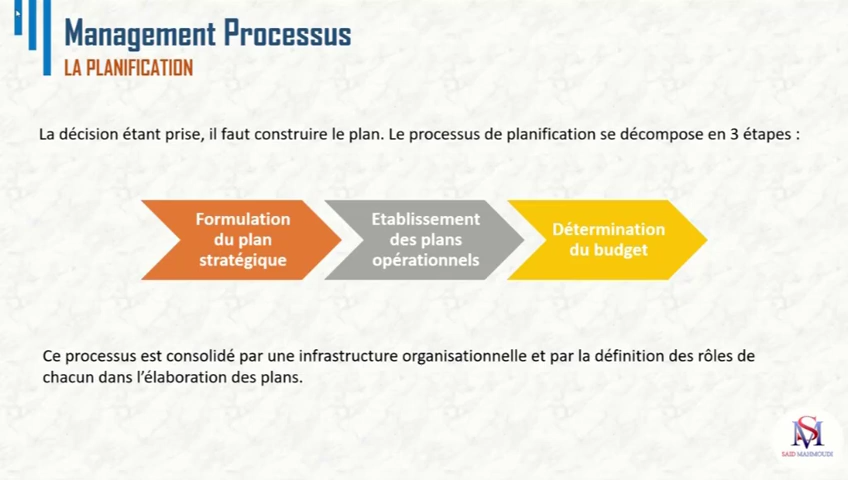 Management Processus
LA PLANIFICATION
La décision étant prise, il faut construire le plan. Le processus de planification se décompose en 3 étapes :
Formulation
du plan
stratégique
Etablissement
des plans
opérationnels
Détermination
du budget
Ce processus est consolidé par une infrastructure organisationnelle et par la définition des rôles de
chacun dans l'élaboration des plans.
SM
SAID MAHMOUDI